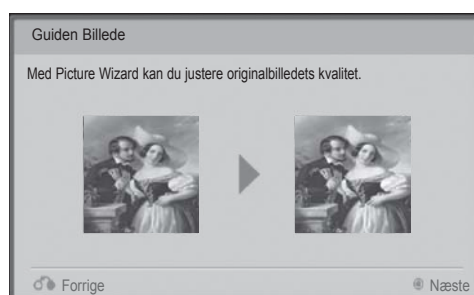 Guiden Billede
Med Picture Wizard kan du justere originalbilledets kvalitet.
Forrige
Næste